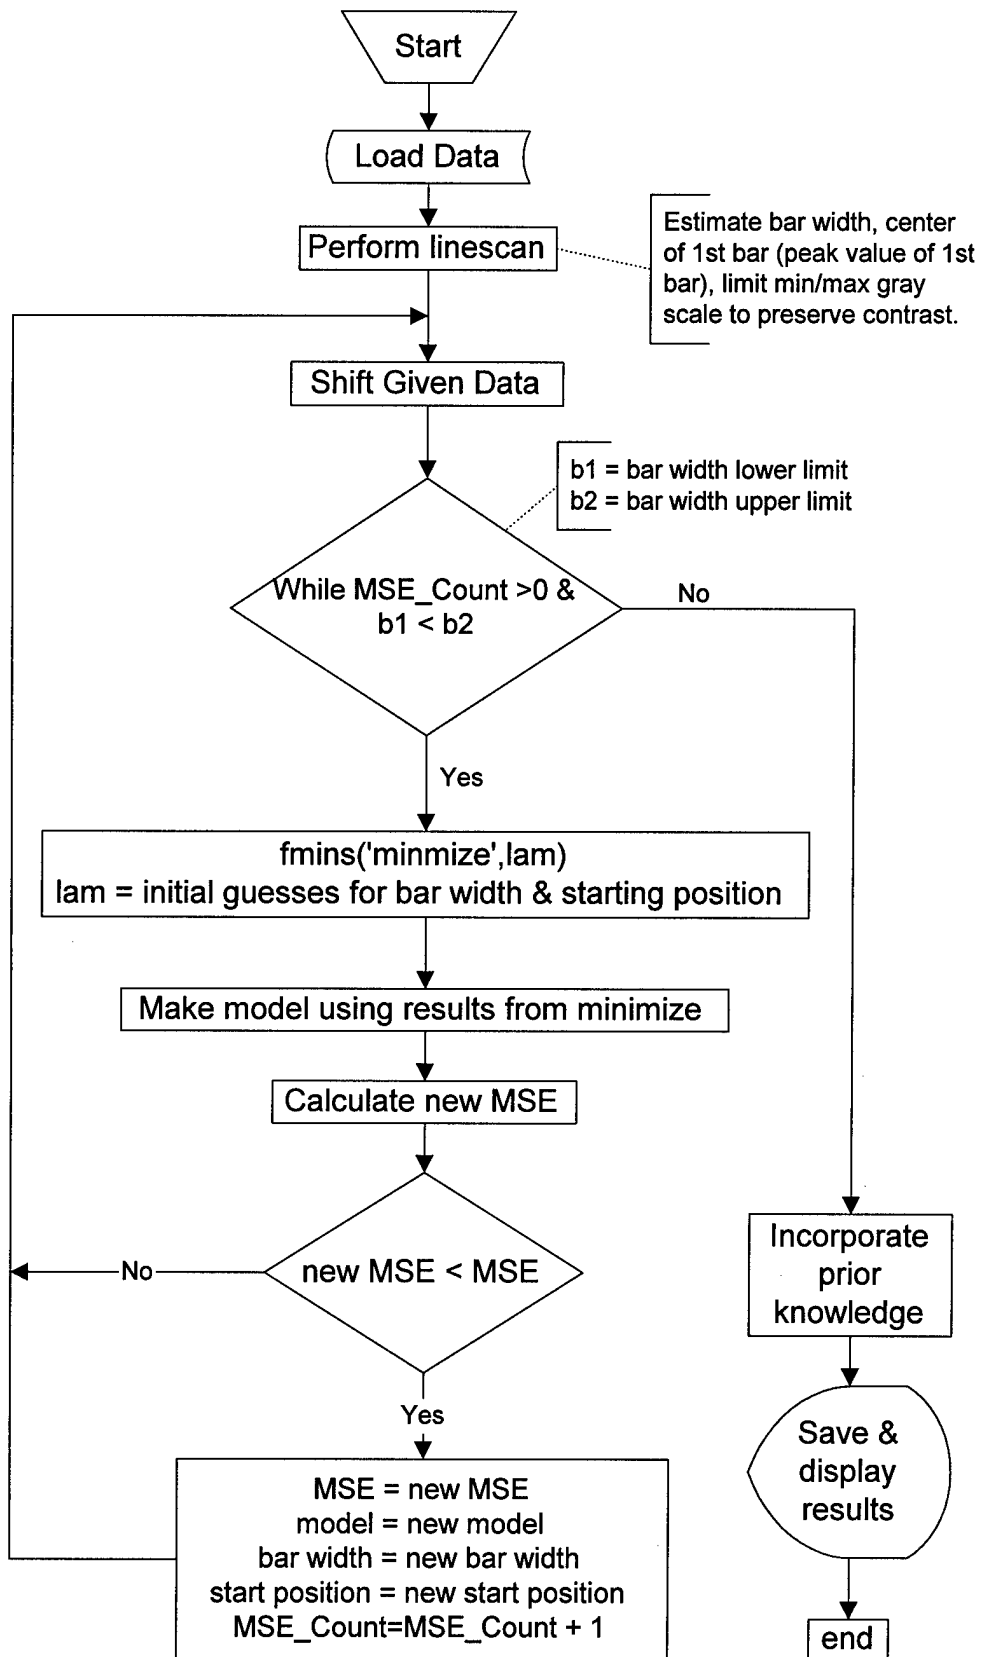 Start
Load Data
Perform linescan
Estimate bar width, center
of 1st bar (peak value of 1st
bar), limit min/max gray
scale to preserve contrast.
Shift Given Data
b1 = bar width lower limit
b2 = bar width upper limit
While MSE_Count >0 &
b1 < b2
No
Yes
fmins('minmize',lam)
lam = initial guesses for bar width & starting position
Make model using results from minimize
Calculate new MSE
new MSE < MSE
No
Yes
MSE = new MSE
model = new model
bar width = new bar width
start position = new start position
MSE_Count=MSE_Count + 1
Incorporate
prior
knowledge
Save &
display
results
end